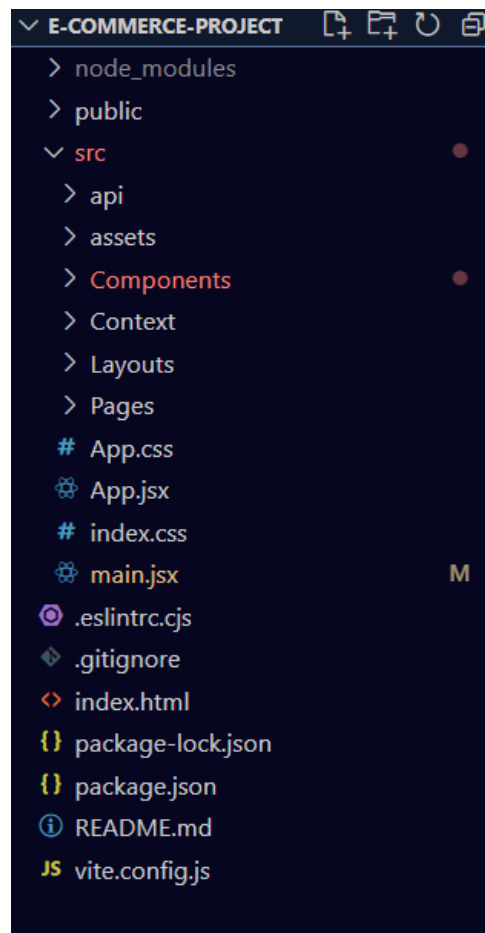 E-COMMERCE-PROJECT
node_modules
public
src
api
assets
Components
Context
Layouts
Pages
# App.css
App.jsx
# index.css
main.jsx M
.eslintrc.cjs
.gitignore
<> index.html
{} package-lock.json
{} package.json
README.md
JS vite.config.js